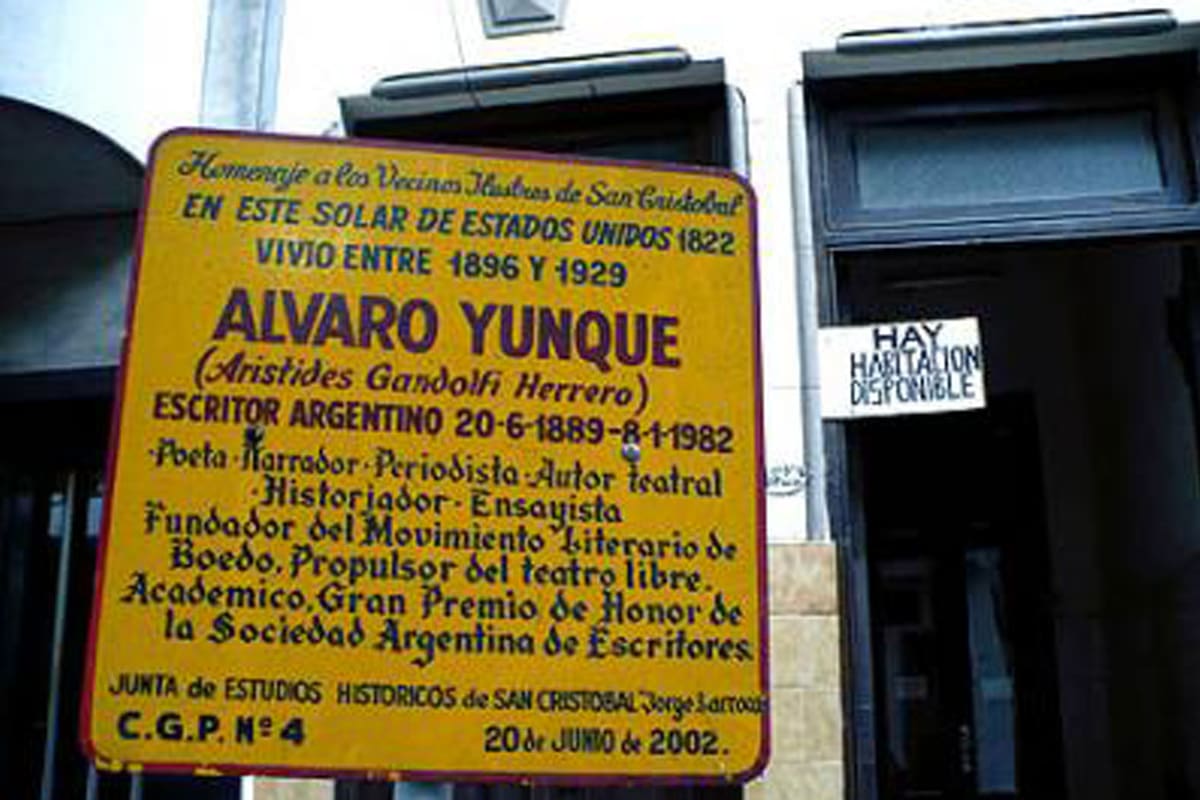 Homenaje a los Vecinos Ilustres de San Cristobal
EN ESTE SOLAR DE ESTADOS UNIDOS 1822
VIVIO ENTRE 1896 Y 1929
ALVARO YUNQUE
(Aristides Gandolfi Herrero)
ESCRITOR ARGENTINO 20-6-1889-8-1-1982
·Poeta·Narrador·Periodista·Autor teatral
·Historiador·Ensayista
Fundador del Movimiento Literario de
Boedo. Propulsor del teatro libre.
Academico. Gran Premio de Honor de
la Sociedad Argentina de Escritores.
JUNTA de ESTUDIOS HISTORICOS de SAN CRISTOBAL "Jorge Larroca
C.G.P. Nº 4
20 de JUNIO de 2002.
HAY
HABITACION
DISPONIBLE